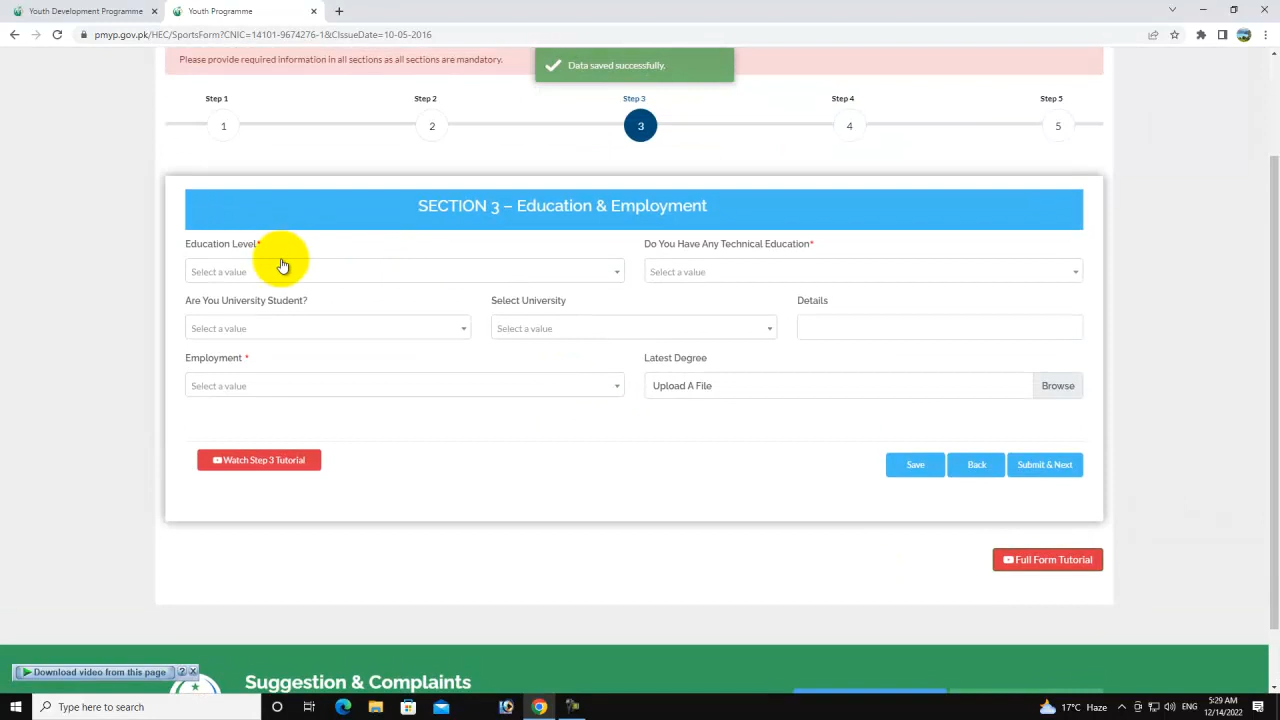 Youth Development Programme
Youth Programme
pmyp.gov.pk/HEC/SportsForm?CNIC=14101-9674276-1&CIssueDate=10-05-2016
Please provide required information in all sections as all sections are mandatory.
Data saved successfully.
Step 1
Step 2
Step 3
Step 4
Step 5
1
2
3
4
5
SECTION 3 – Education & Employment
Education Level*
Do You Have Any Technical Education*
Select a value
Select a value
Are You University Student?
Select University
Details
Select a value
Select a value
Employment *
Latest Degree
Select a value
Upload A File
Browse
Watch Step 3 Tutorial
Save
Back
Submit & Next
Full Form Tutorial
Download video from this page
?
Suggestion & Complaints
Type here to search
17°C Haze
ENG
5:29 AM
12/14/2022